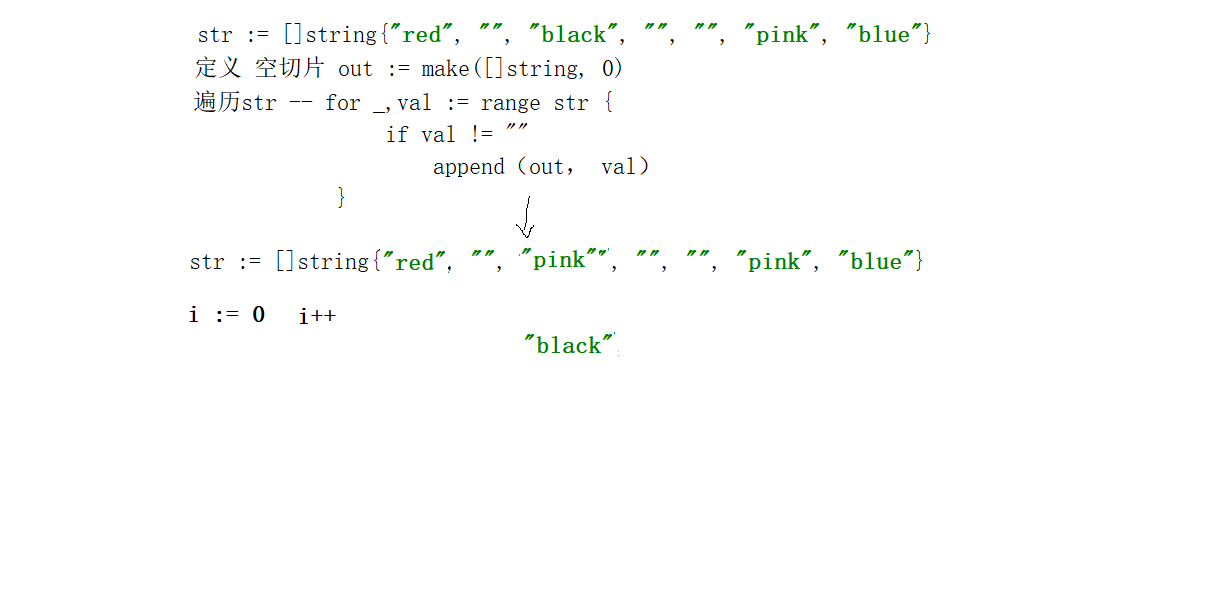 str := []string{"red", "", "black", "", "", "pink", "blue"}
定义 空切片 out := make([]string, 0)
遍历str -- for _,val := range str {
if val != ""
append（out， val）
}
str := []string{"red", "", "pink"", "", "", "pink", "blue"}
i := 0 i++
"black"